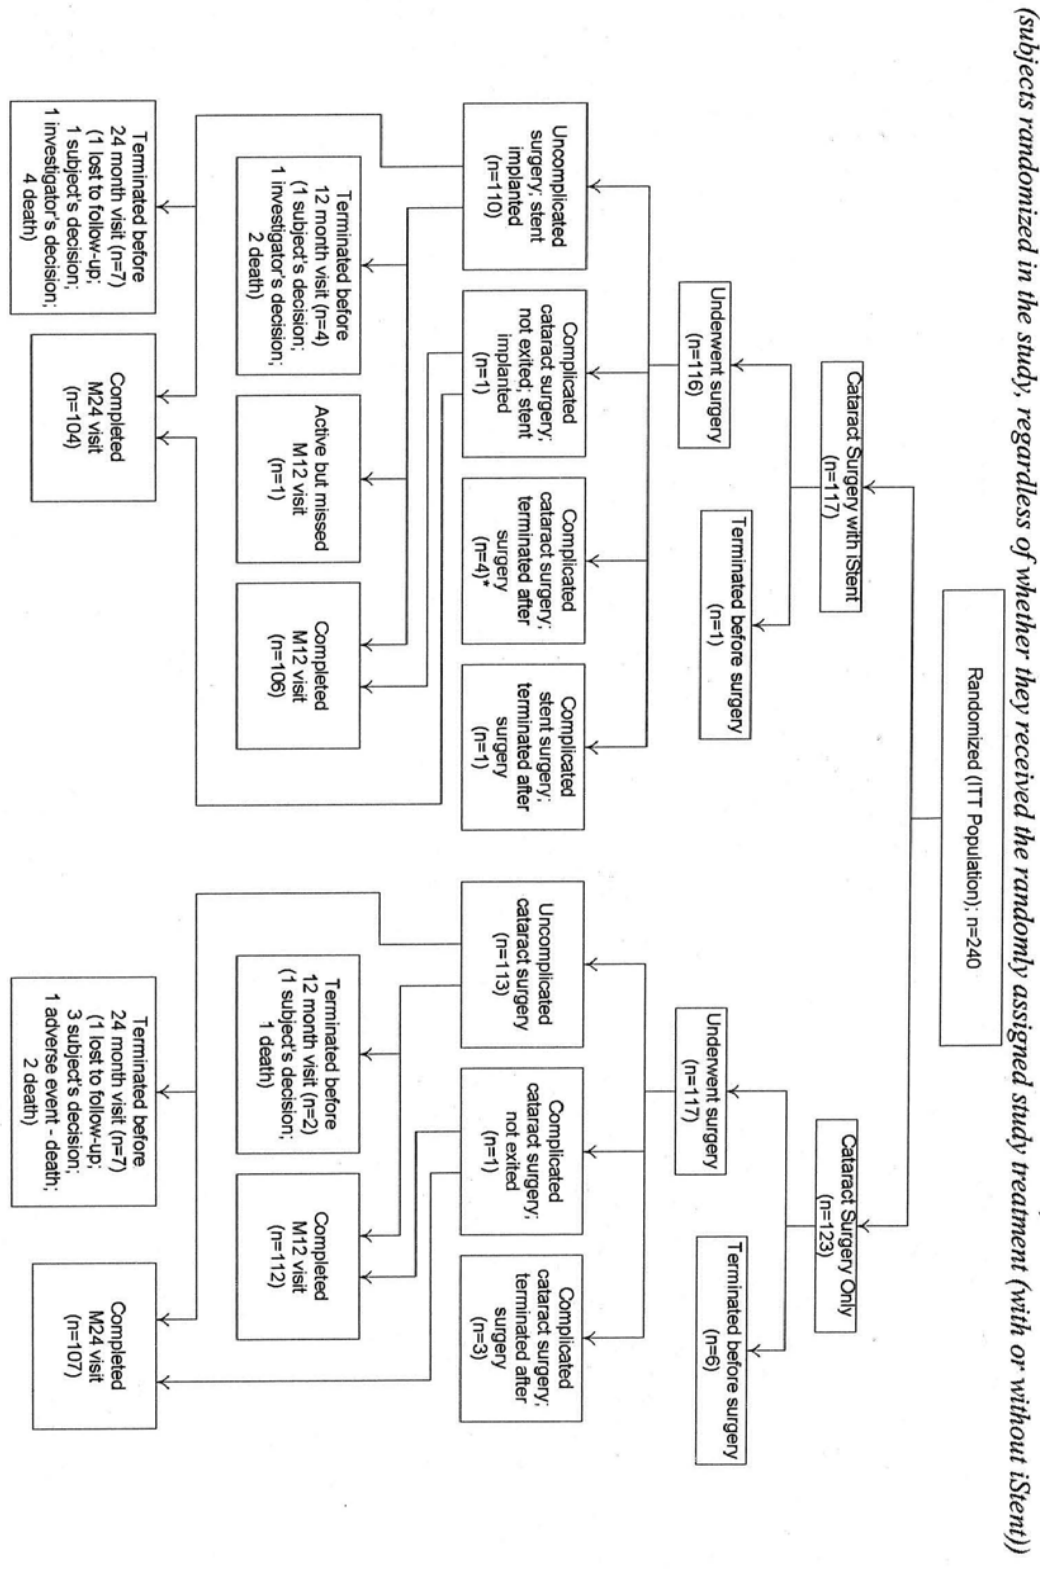 (subjects randomized in the study, regardless of whether they received the randomly assigned study treatment (with or without iStent))
Randomized (ITT Population); n=240
Cataract Surgery with iStent
(n=117)
Cataract Surgery Only
(n=123)
Underwent surgery
(n=116)
Terminated before surgery
(n=1)
Underwent surgery
(n=117)
Terminated before surgery
(n=6)
Uncomplicated
surgery; stent
implanted
(n=110)
Complicated
cataract surgery;
not exited; stent
implanted
(n=1)
Complicated
cataract surgery;
terminated after
surgery
(n=4)*
Complicated
stent surgery;
terminated after
surgery
(n=1)
Uncomplicated
cataract surgery
(n=113)
Complicated
cataract surgery;
not exited
(n=1)
Complicated
cataract surgery;
terminated after
surgery
(n=3)
Terminated before
12 month visit (n=4)
(1 subject's decision;
1 investigator's decision;
2 death)
Active but missed
M12 visit
(n=1)
Completed
M12 visit
(n=106)
Terminated before
12 month visit (n=2)
(1 subject's decision;
1 death)
Completed
M12 visit
(n=112)
Terminated before
24 month visit (n=7)
(1 lost to follow-up;
1 subject's decision;
1 investigator's decision;
4 death)
Completed
M24 visit
(n=104)
Terminated before
24 month visit (n=7)
(1 lost to follow-up;
3 subject's decision;
1 adverse event - death;
2 death)
Completed
M24 visit
(n=107)